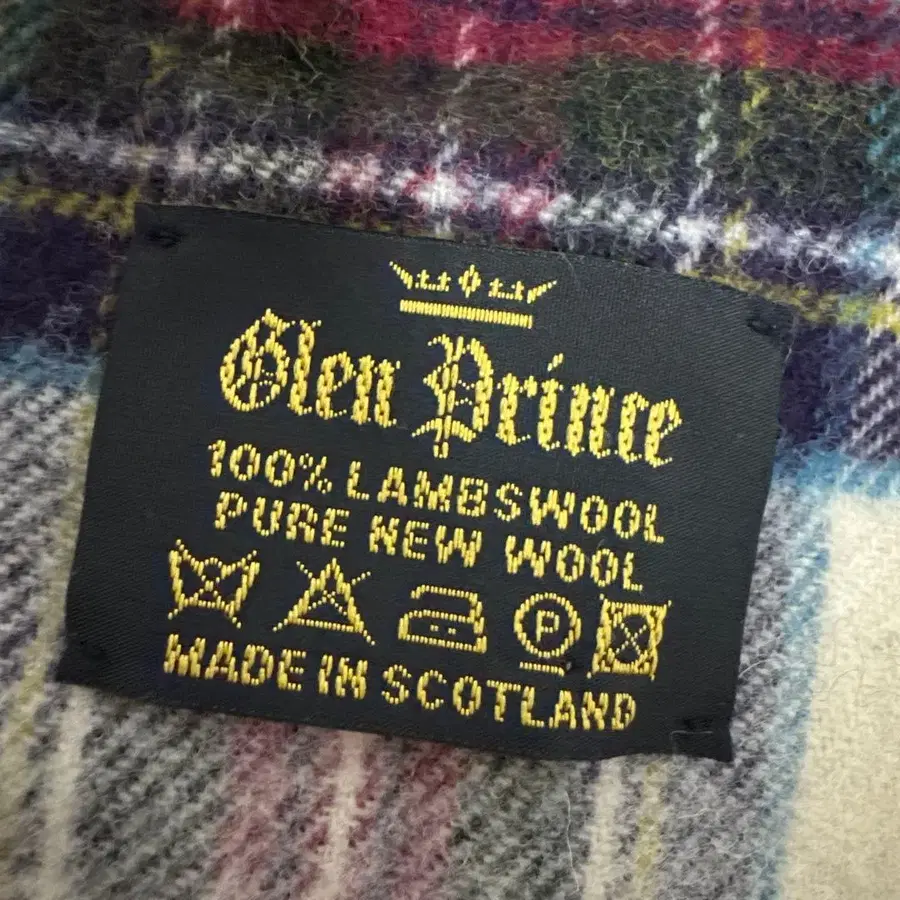 Glen Prince
100% LAMBSWOOL
PURE NEW WOOL
P
MADE IN SCOTLAND